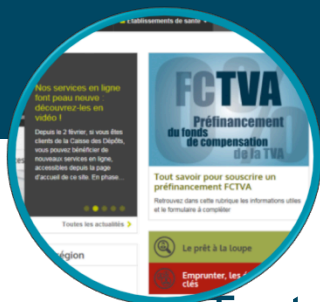 Etablissements de santé
Nos services en ligne
font peau neuve :
découvrez-les en
vidéo !
Depuis le 2 février, si vous êtes
clients de la Caisse des Dépôts,
vous pouvez bénéficier de
nouveaux services en ligne,
accessibles depuis la page
d'accueil de ce site. En phase...
Toutes les actualités
FCTVA
Préfinancement
du fonds
de compensation
de la TVA
Tout savoir pour souscrire un
préfinancement FCTVA
Retrouvez dans cette rubrique les informations utiles
et le formulaire à compléter
région
Le prêt à la loupe
Emprunter, les
clés